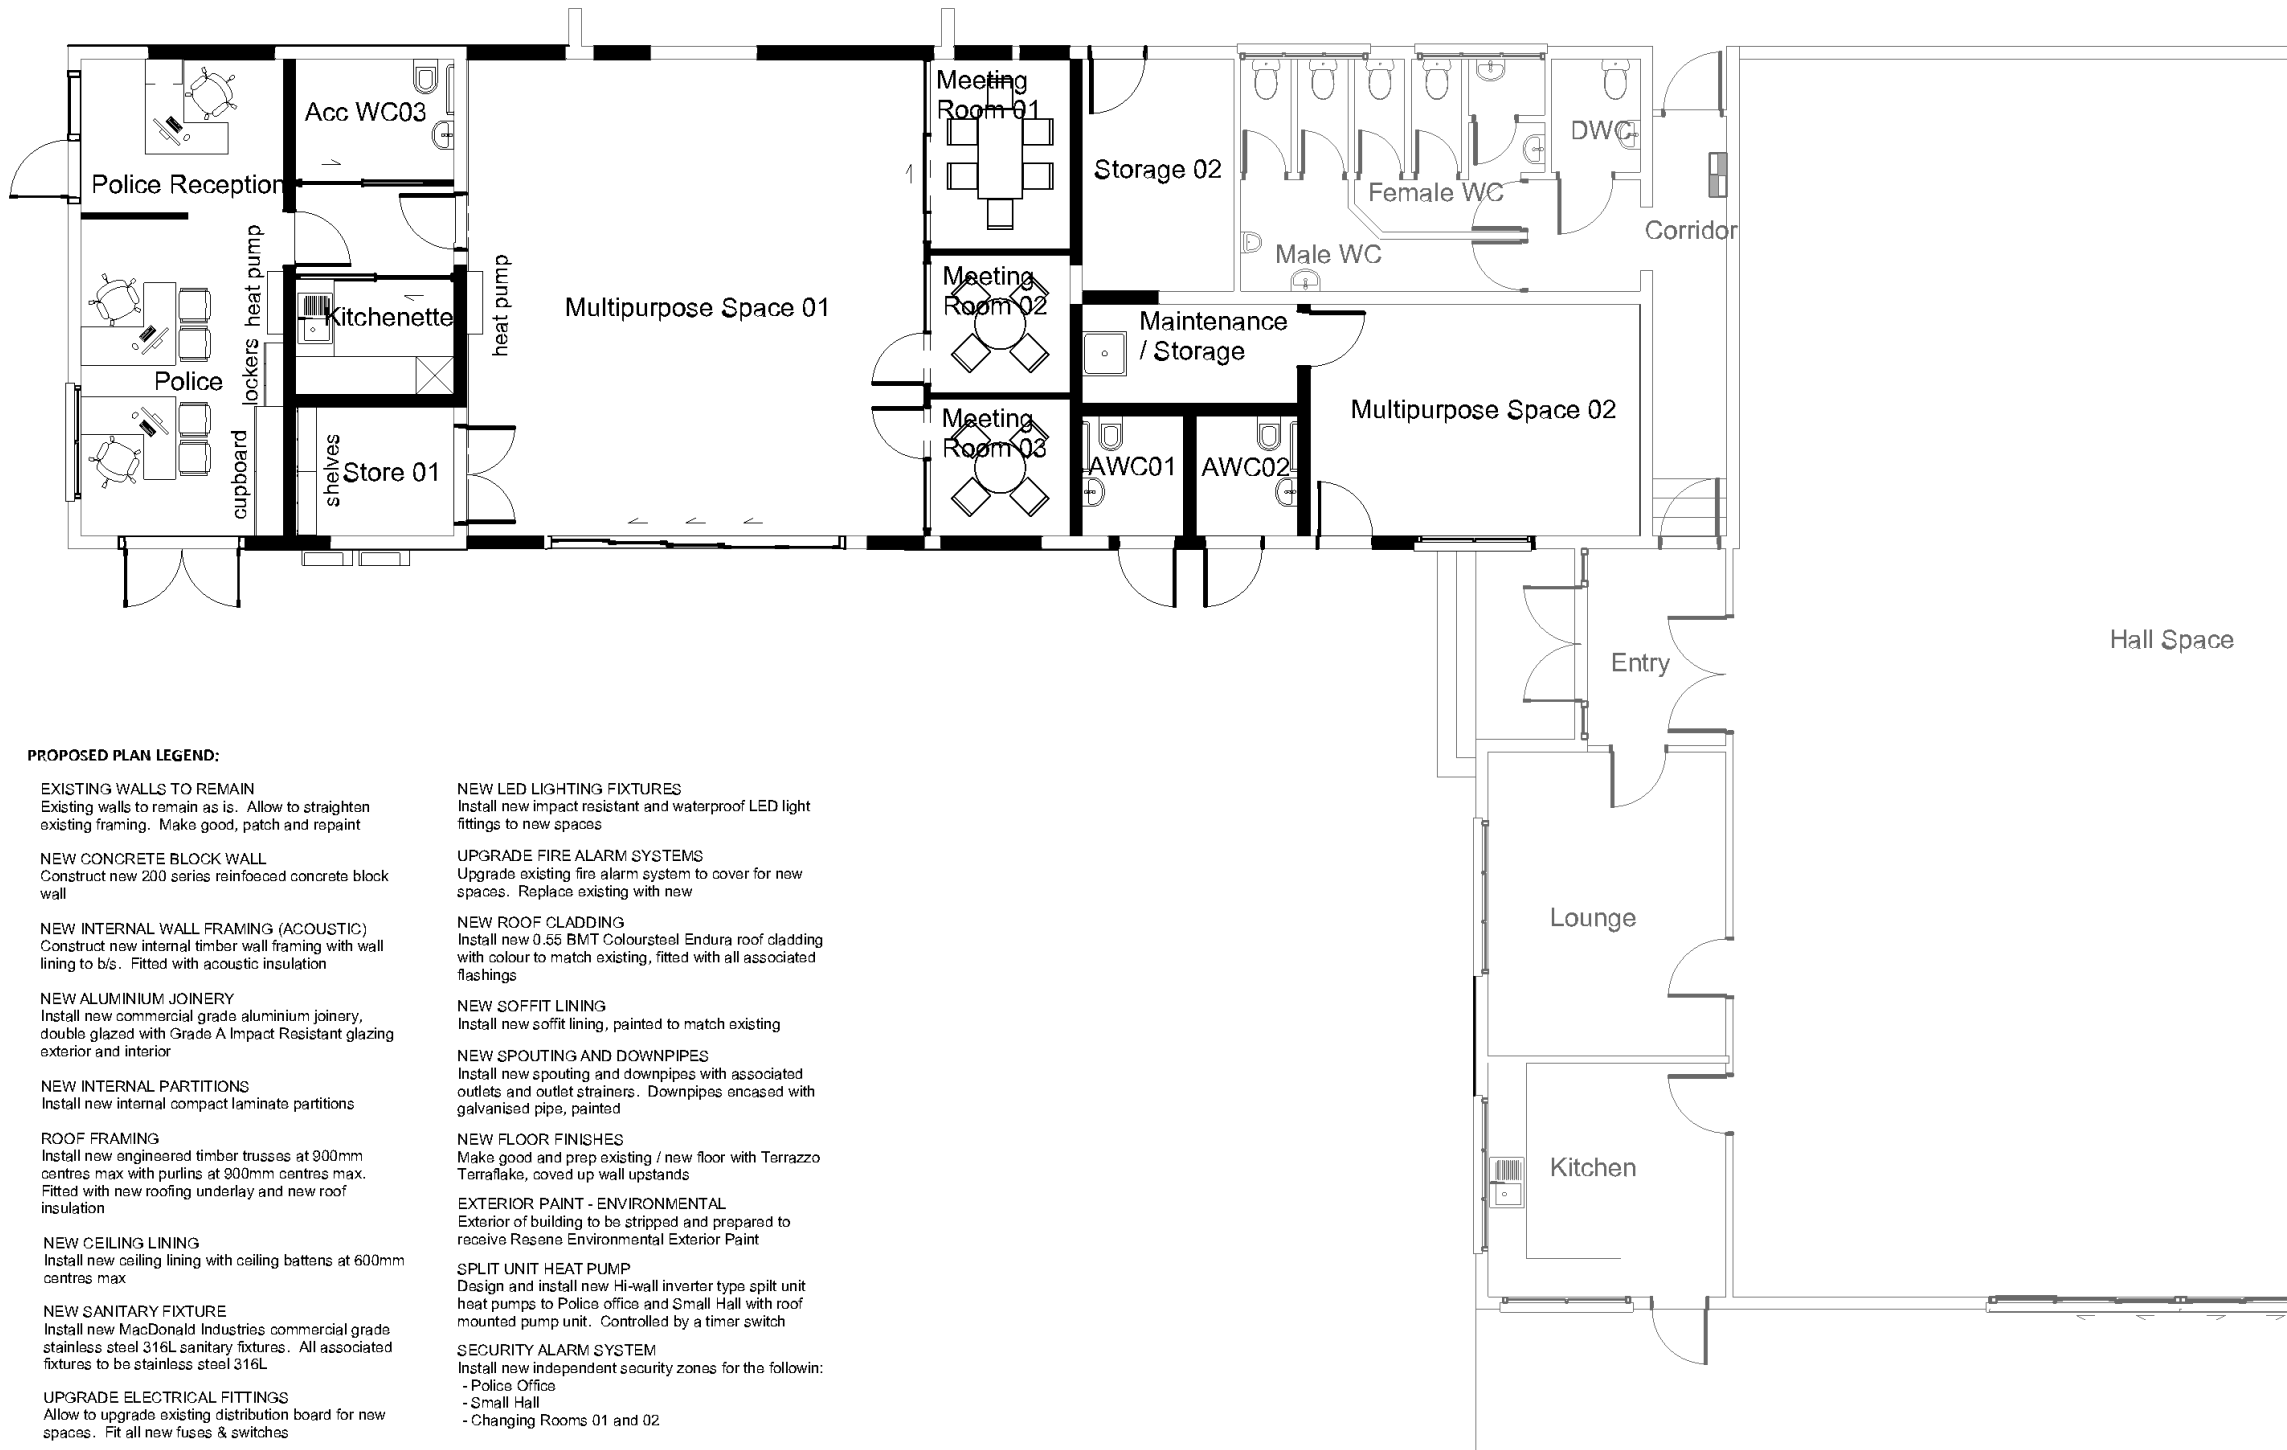 Meeting
Room 01
Acc WC03
DWC
Storage 02
Police Reception
Female WC
Corridor
heat pump
Male WC
Meeting
Room 02
heat pump
Multipurpose Space 01
Kitchenette
Maintenance
/ Storage
lockers
Police
Multipurpose Space 02
Meeting
Room 03
cupboard
shelves
Store 01
AWC01
AWC02
Hall Space
Entry
Lounge
Kitchen
PROPOSED PLAN LEGEND:
EXISTING WALLS TO REMAIN
Existing walls to remain as is. Allow to straighten
existing framing. Make good, patch and repaint
NEW CONCRETE BLOCK WALL
Construct new 200 series reinfoeced concrete block
wall
NEW INTERNAL WALL FRAMING (ACOUSTIC)
Construct new internal timber wall framing with wall
lining to b/s. Fitted with acoustic insulation
NEW ALUMINIUM JOINERY
Install new commercial grade aluminium joinery,
double glazed with Grade A Impact Resistant glazing
exterior and interior
NEW INTERNAL PARTITIONS
Install new internal compact laminate partitions
ROOF FRAMING
Install new engineered timber trusses at 900mm
centres max with purlins at 900mm centres max.
Fitted with new roofing underlay and new roof
insulation
NEW CEILING LINING
Install new ceiling lining with ceiling battens at 600mm
centres max
NEW SANITARY FIXTURE
Install new MacDonald Industries commercial grade
stainless steel 316L sanitary fixtures. All associated
fixtures to be stainless steel 316L
UPGRADE ELECTRICAL FITTINGS
Allow to upgrade existing distribution board for new
spaces. Fit all new fuses & switches
NEW LED LIGHTING FIXTURES
Install new impact resistant and waterproof LED light
fittings to new spaces
UPGRADE FIRE ALARM SYSTEMS
Upgrade existing fire alarm system to cover for new
spaces. Replace existing with new
NEW ROOF CLADDING
Install new 0.55 BMT Coloursteel Endura roof cladding
with colour to match existing, fitted with all associated
flashings
NEW SOFFIT LINING
Install new soffit lining, painted to match existing
NEW SPOUTING AND DOWNPIPES
Install new spouting and downpipes with associated
outlets and outlet strainers. Downpipes encased with
galvanised pipe, painted
NEW FLOOR FINISHES
Make good and prep existing / new floor with Terrazzo
Terraflake, coved up wall upstands
EXTERIOR PAINT - ENVIRONMENTAL
Exterior of building to be stripped and prepared to
receive Resene Environmental Exterior Paint
SPLIT UNIT HEAT PUMP
Design and install new Hi-wall inverter type spilt unit
heat pumps to Police office and Small Hall with roof
mounted pump unit. Controlled by a timer switch
SECURITY ALARM SYSTEM
Install new independent security zones for the followin:
- Police Office
- Small Hall
- Changing Rooms 01 and 02